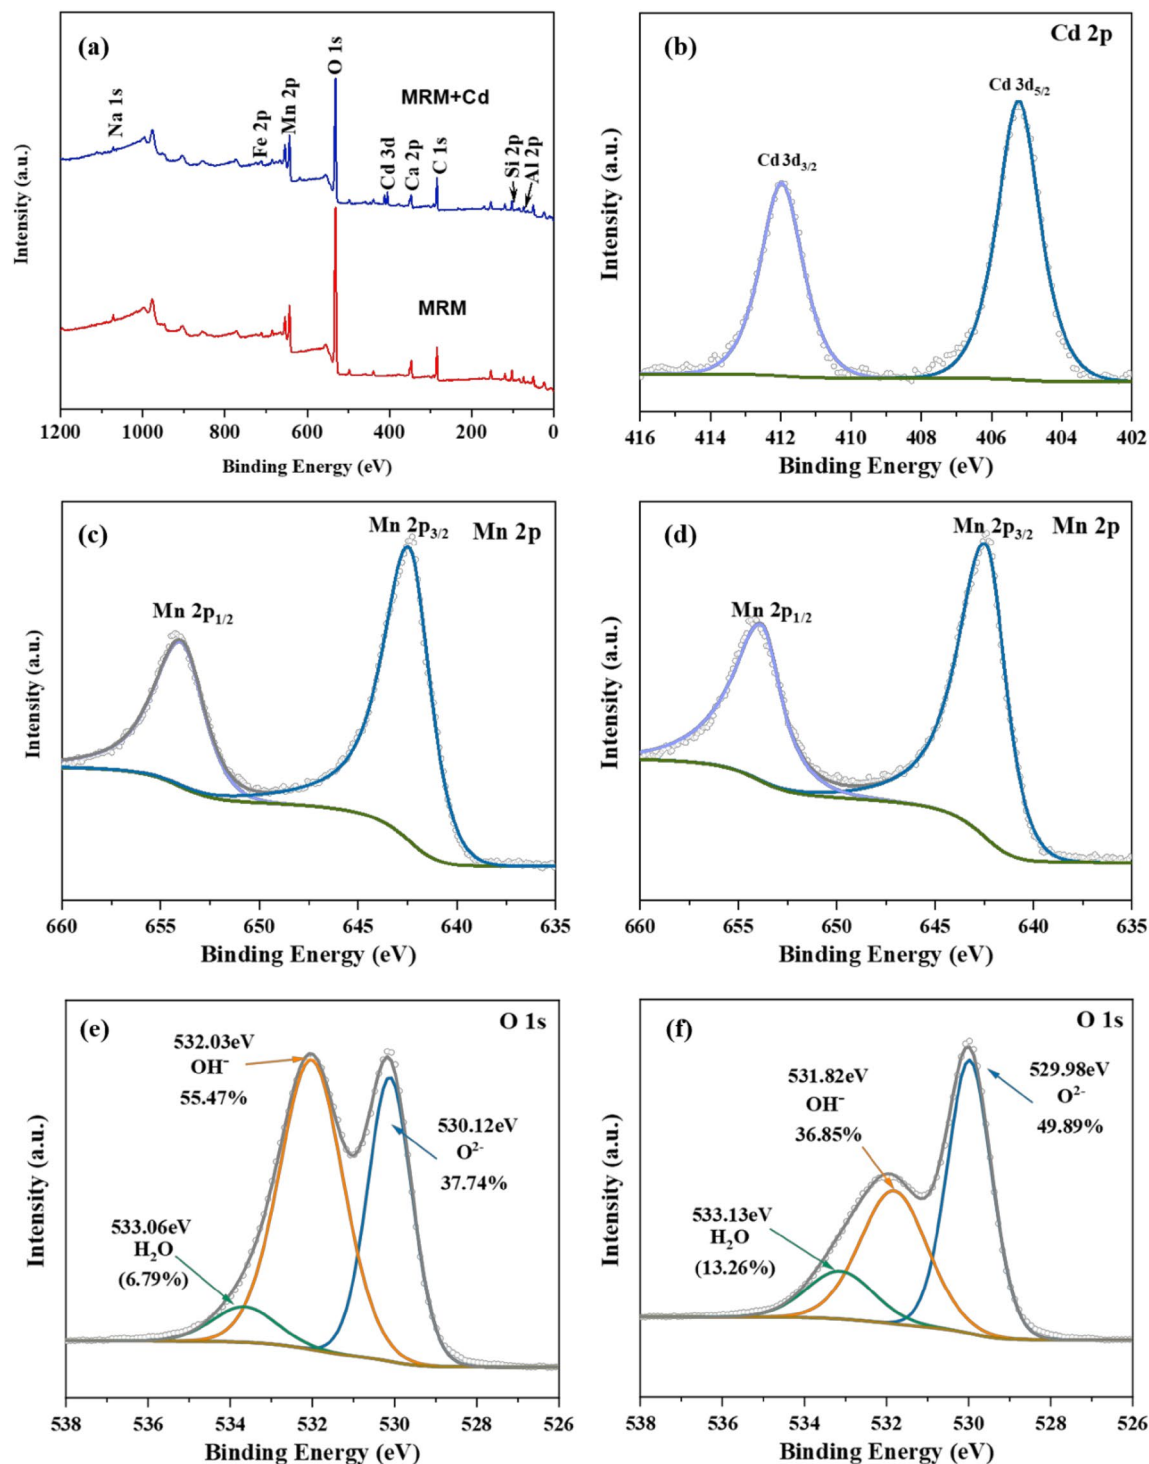 (a)
Na 1s
Fe 2p
Mn 2p
O 1s
MRM+Cd
Cd 3d
Ca 2p
C 1s
Si 2p
Al 2p
MRM
Intensity (a.u.)
1200 1000 800 600 400 200 0
Binding Energy (eV)
(b)
Cd 2p
Cd 3d3/2
Cd 3d5/2
Intensity (a.u.)
416 414 412 410 408 406 404 402
Binding Energy (eV)
(c)
Mn 2p3/2
Mn 2p
Mn 2p1/2
Intensity (a.u.)
660 655 650 645 640 635
Binding Energy (eV)
(d)
Mn 2p3/2
Mn 2p
Mn 2p1/2
Intensity (a.u.)
660 655 650 645 640 635
Binding Energy (eV)
(e)
O 1s
532.03eV
OH⁻
55.47%
530.12eV
O²⁻
37.74%
533.06eV
H₂O
(6.79%)
Intensity (a.u.)
538 536 534 532 530 528 526
Binding Energy (eV)
(f)
O 1s
531.82eV
OH⁻
36.85%
529.98eV
O²⁻
49.89%
533.13eV
H₂O
(13.26%)
Intensity (a.u.)
538 536 534 532 530 528 526
Binding Energy (eV)